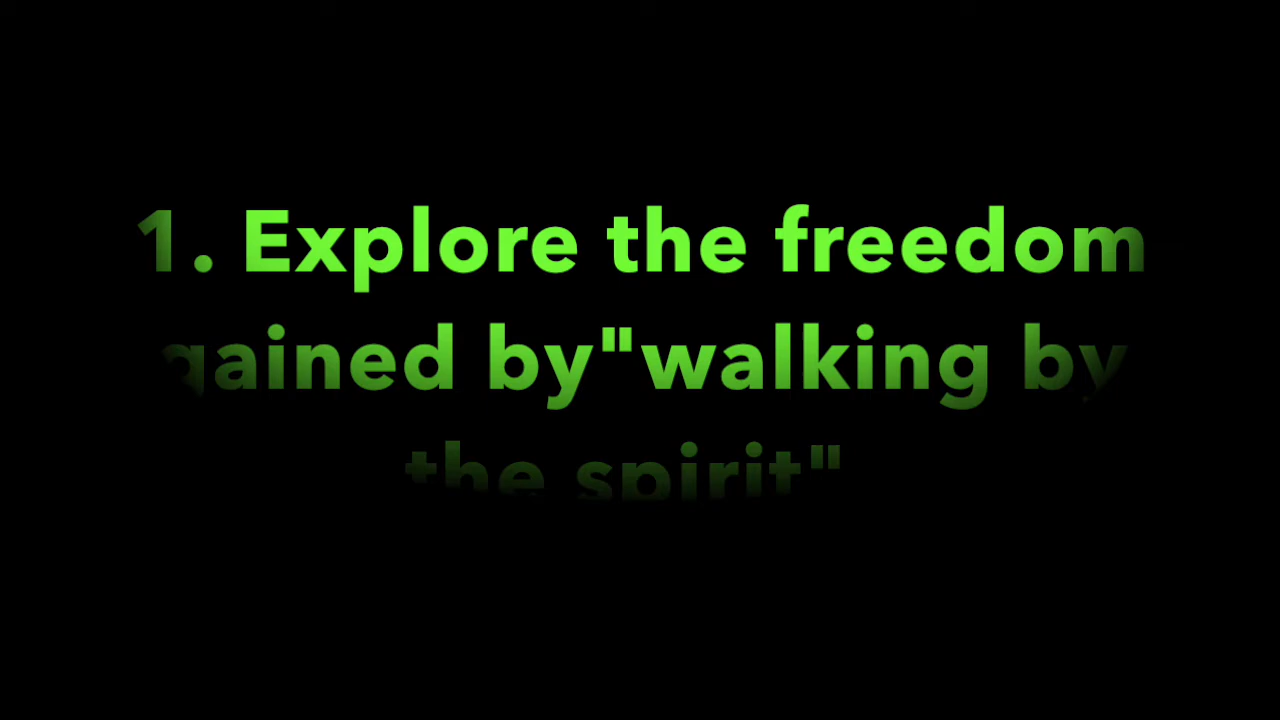 1. Explore the freedom
gained by"walking by
the spirit"